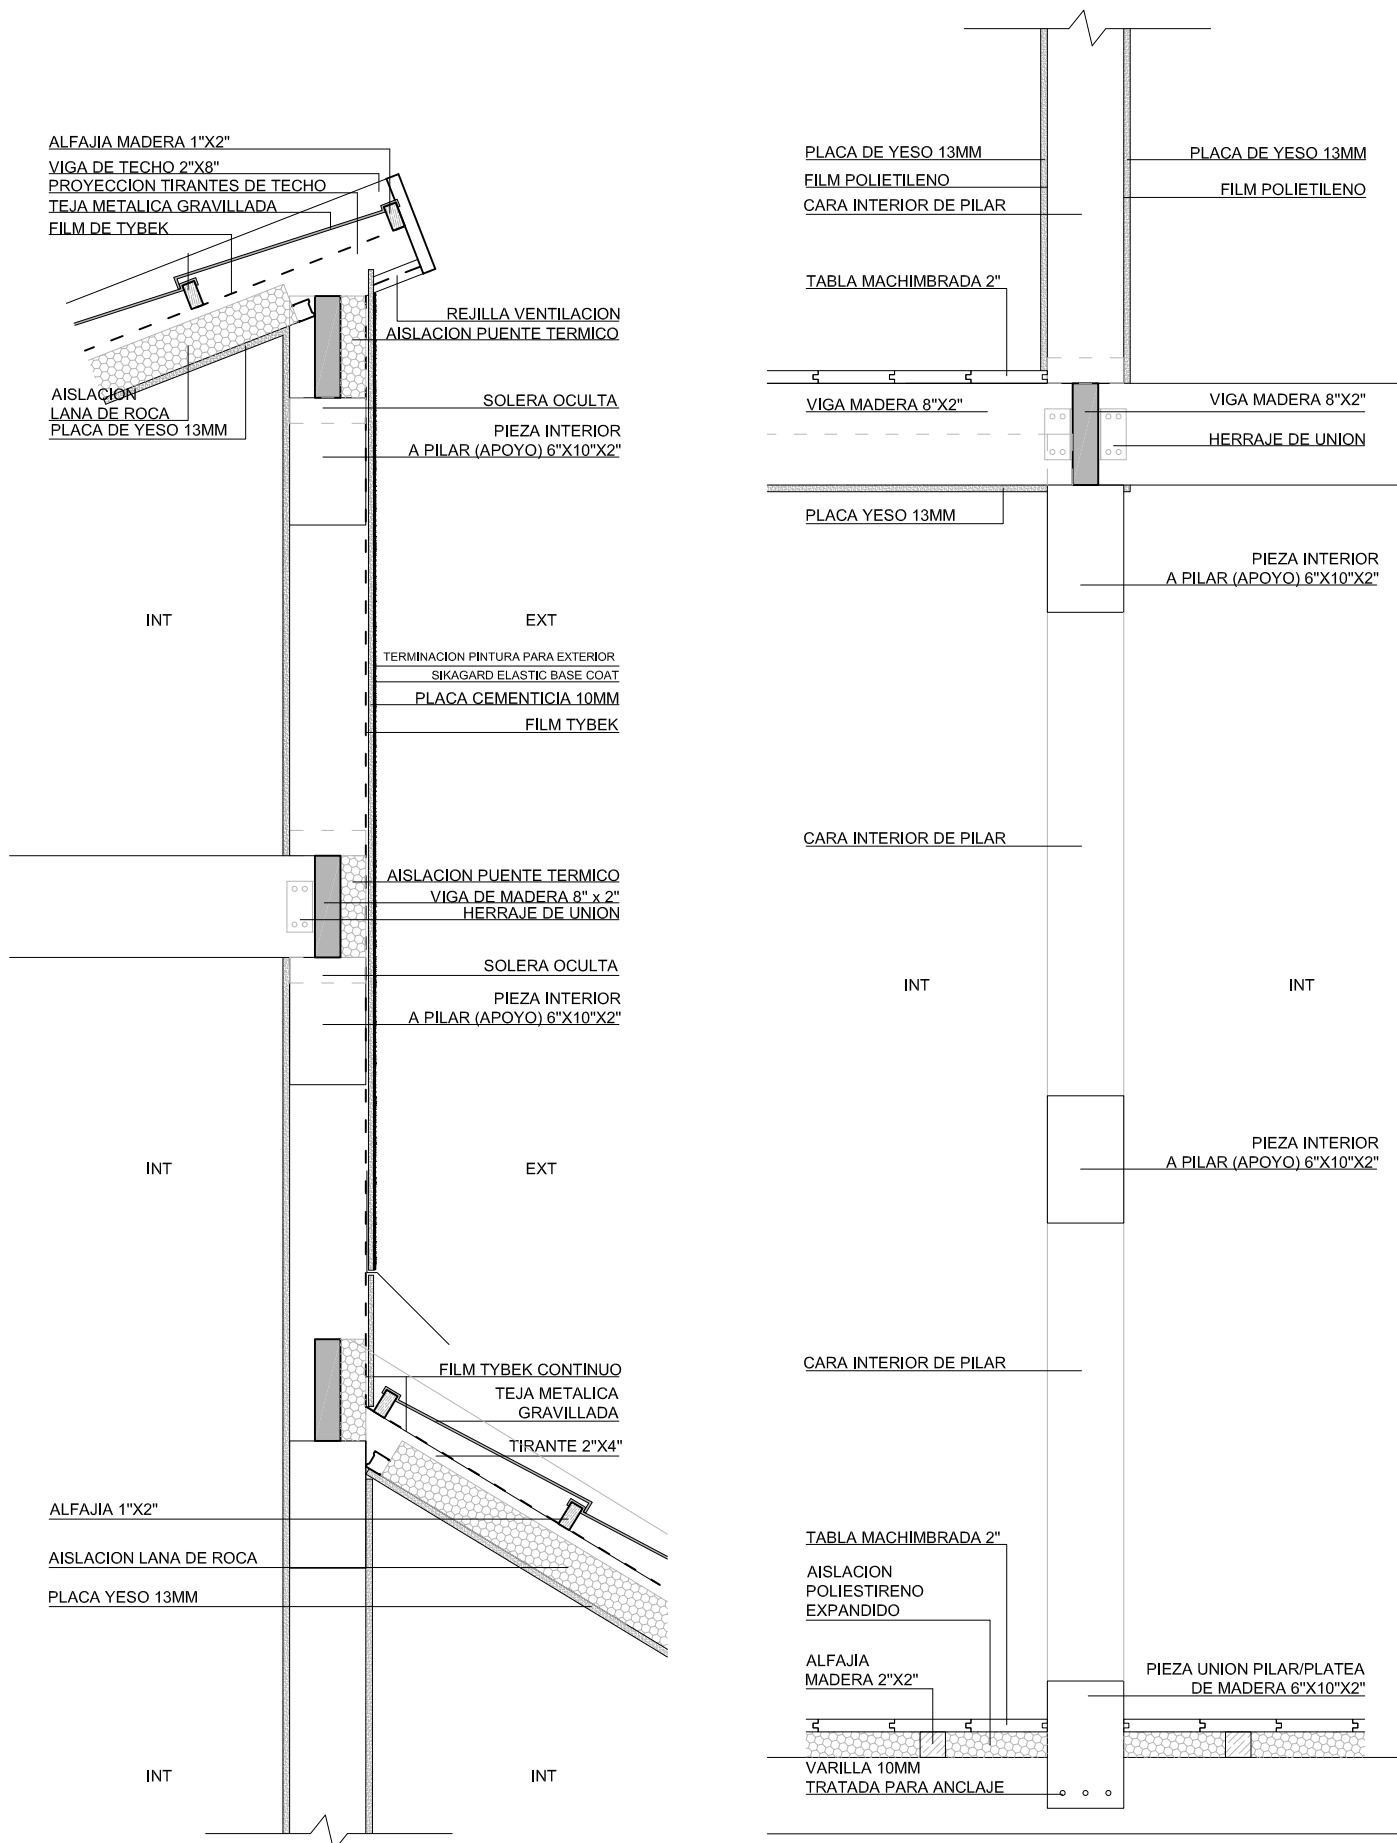 ALFAJIA MADERA 1"X2"
VIGA DE TECHO 2"X8"
PROYECCION TIRANTES DE TECHO
TEJA METALICA GRAVILLADA
FILM DE TYBEK
REJILLA VENTILACION
AISLACION PUENTE TERMICO
AISLACION
LANA DE ROCA
PLACA DE YESO 13MM
SOLERA OCULTA
PIEZA INTERIOR
A PILAR (APOYO) 6"X10"X2"
INT
EXT
TERMINACION PINTURA PARA EXTERIOR
SIKAGARD ELASTIC BASE COAT
PLACA CEMENTICIA 10MM
FILM TYBEK
AISLACION PUENTE TERMICO
VIGA DE MADERA 8" x 2"
HERRAJE DE UNION
SOLERA OCULTA
PIEZA INTERIOR
A PILAR (APOYO) 6"X10"X2"
INT
EXT
FILM TYBEK CONTINUO
TEJA METALICA
GRAVILLADA
TIRANTE 2"X4"
ALFAJIA 1"X2"
AISLACION LANA DE ROCA
PLACA YESO 13MM
INT
INT
PLACA DE YESO 13MM
FILM POLIETILENO
CARA INTERIOR DE PILAR
PLACA DE YESO 13MM
FILM POLIETILENO
TABLA MACHIMBRADA 2"
VIGA MADERA 8"X2"
VIGA MADERA 8"X2"
HERRAJE DE UNION
PLACA YESO 13MM
PIEZA INTERIOR
A PILAR (APOYO) 6"X10"X2"
CARA INTERIOR DE PILAR
INT
INT
PIEZA INTERIOR
A PILAR (APOYO) 6"X10"X2"
CARA INTERIOR DE PILAR
TABLA MACHIMBRADA 2"
AISLACION
POLIESTIRENO
EXPANDIDO
ALFAJIA
MADERA 2"X2"
PIEZA UNION PILAR/PLATEA
DE MADERA 6"X10"X2"
VARILLA 10MM
TRATADA PARA ANCLAJE